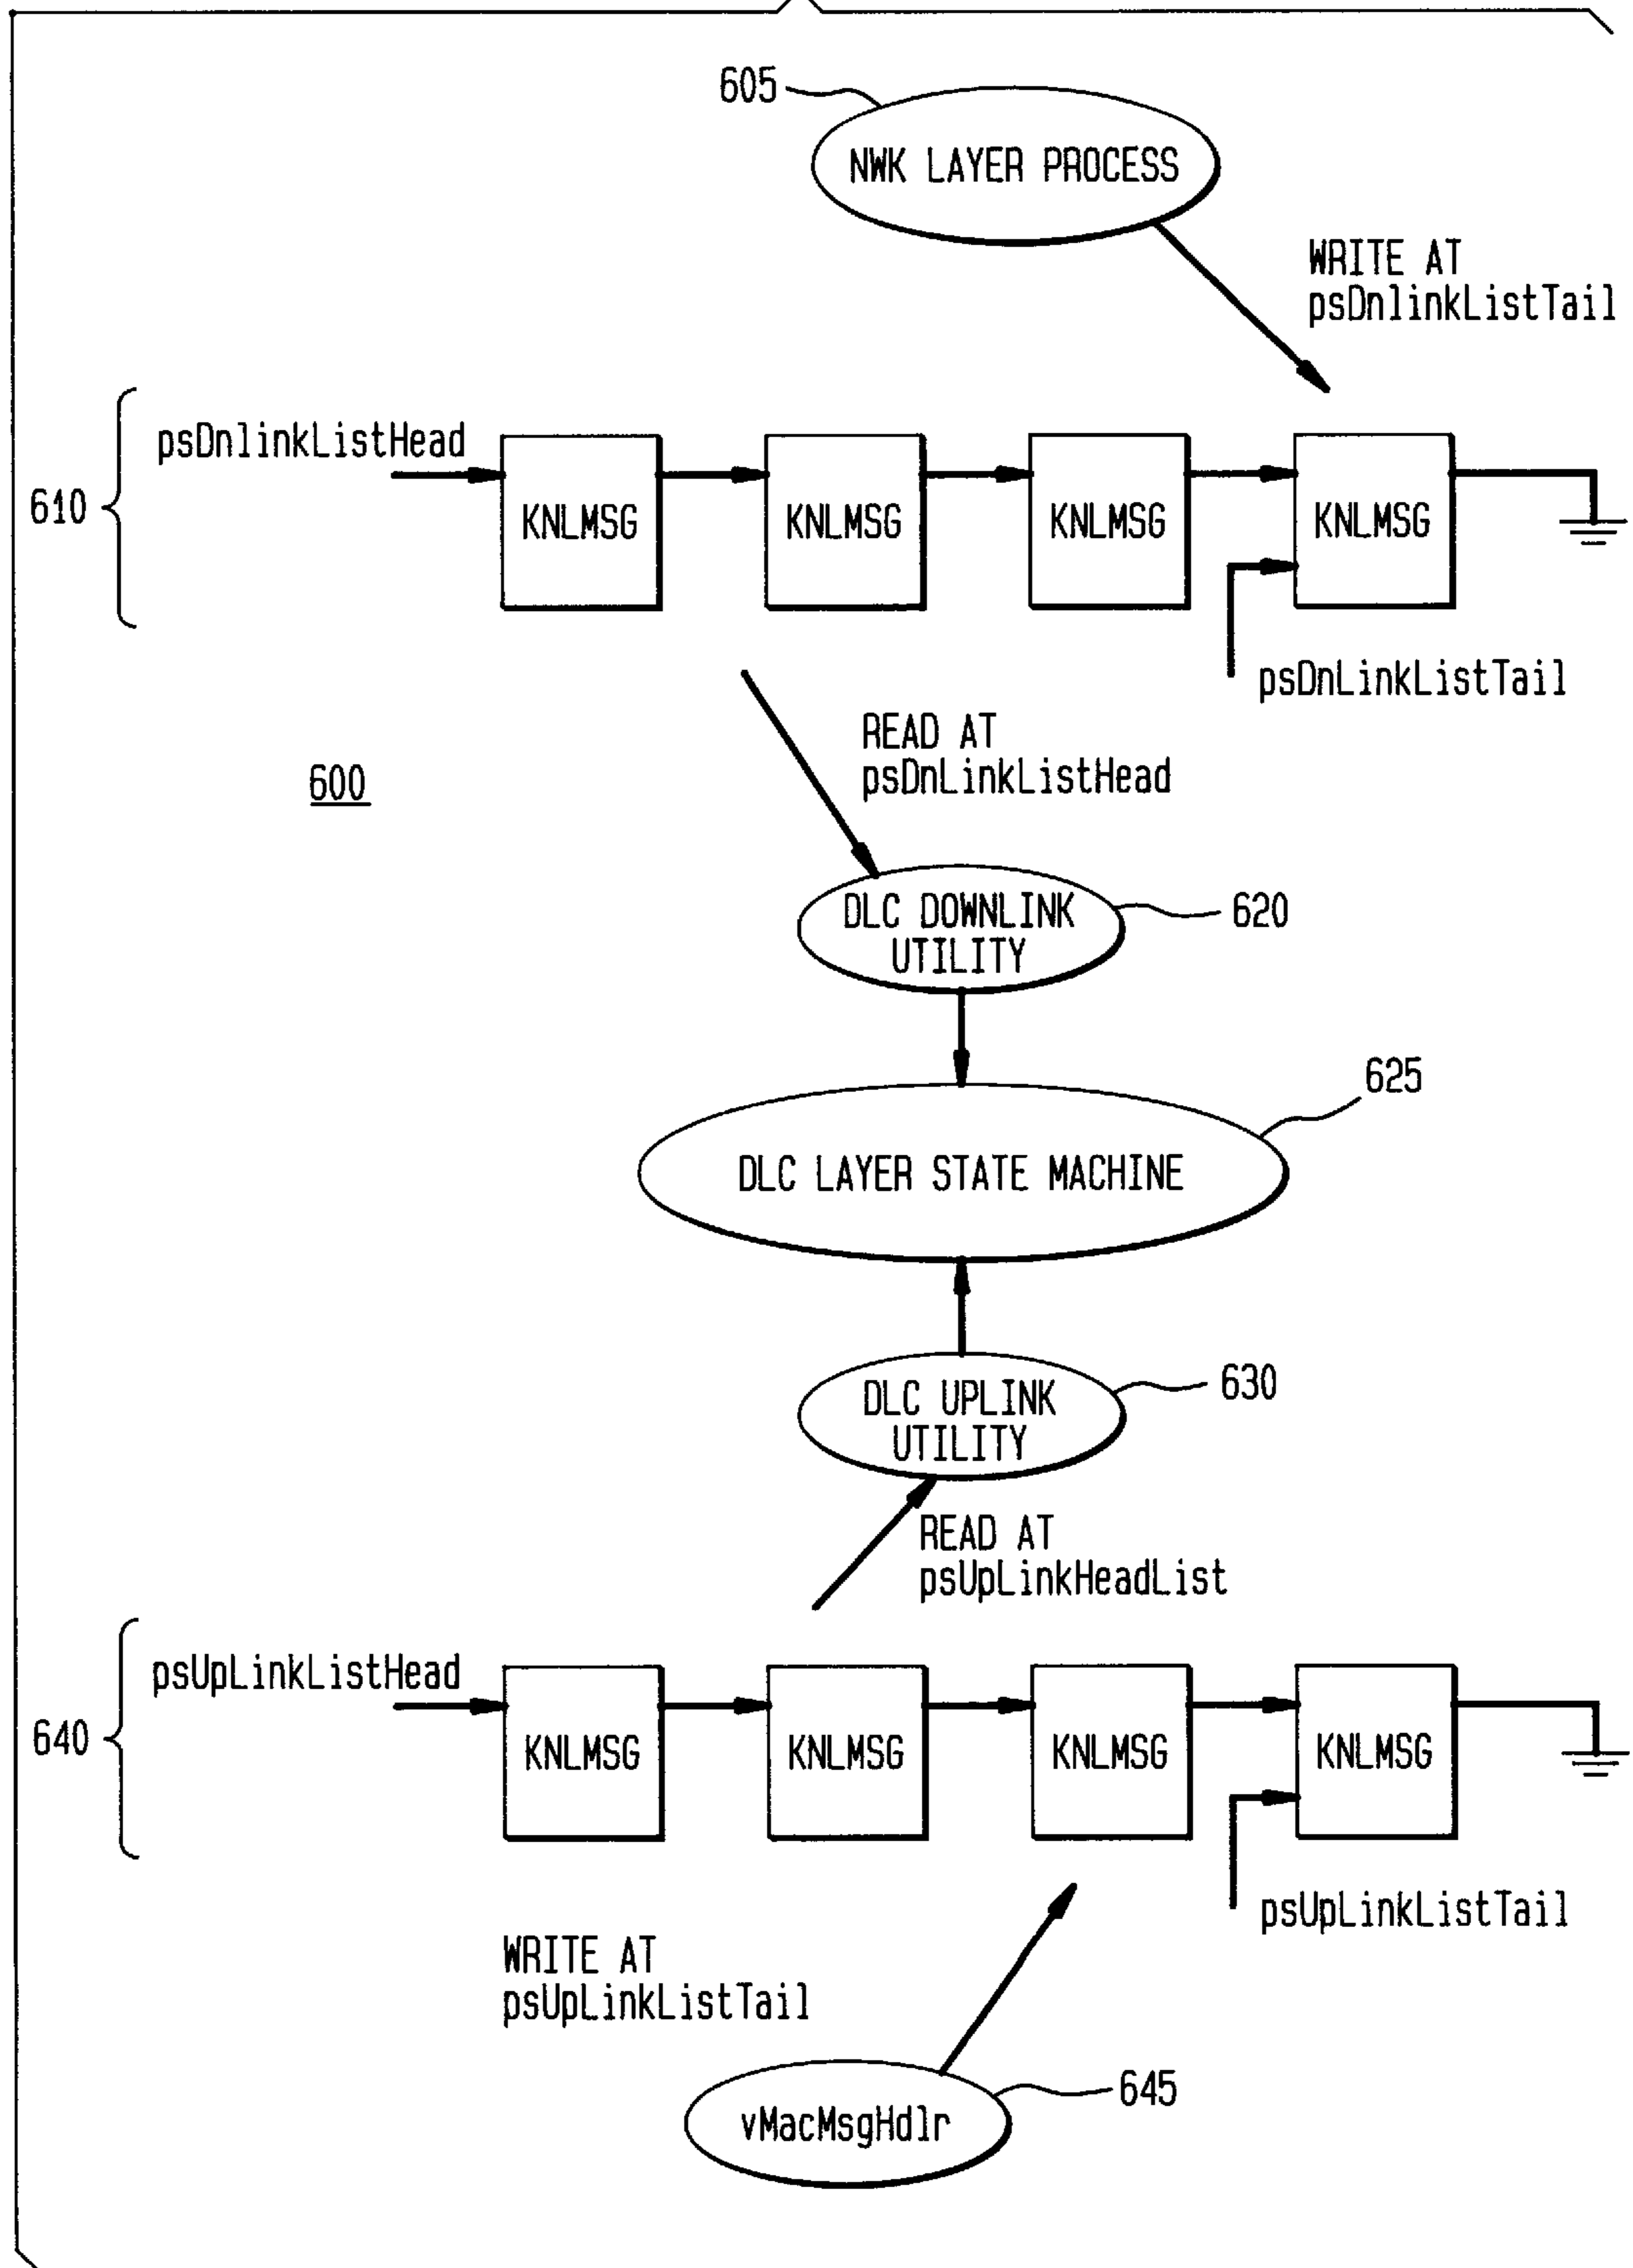 605
NWK LAYER PROCESS
WRITE AT
psDnlinkListTail
psDnlinkListHead
610
KNLMSG
KNLMSG
KNLMSG
KNLMSG
psDnLinkListTail
READ AT
psDnLinkListHead
600
DLC DOWNLINK
UTILITY
620
625
DLC LAYER STATE MACHINE
630
DLC UPLINK
UTILITY
READ AT
psUpLinkHeadList
psUpLinkListHead
640
KNLMSG
KNLMSG
KNLMSG
KNLMSG
psUpLinkListTail
WRITE AT
psUpLinkListTail
645
vMacMsgHdlr